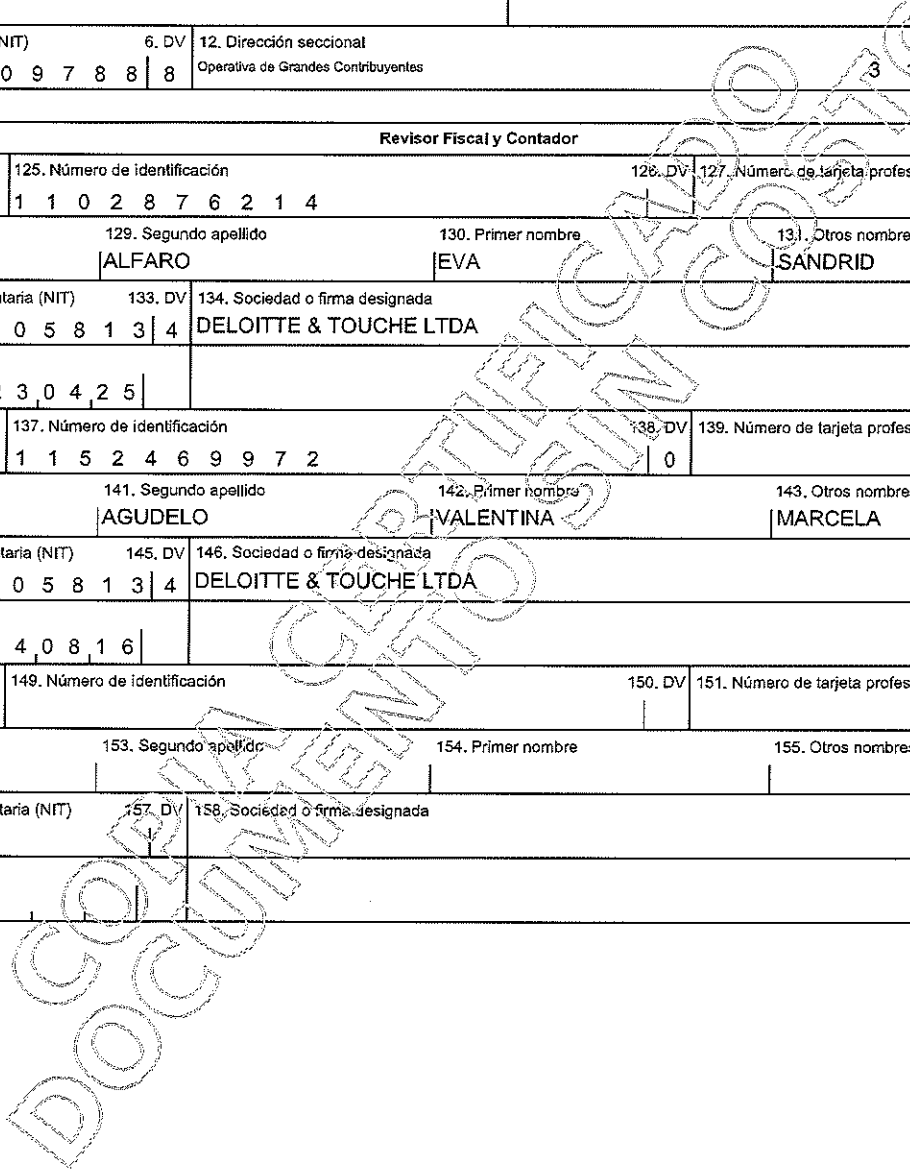 NIT) 6. DV 12. Dirección seccional
0 9 7 8 8 8 Operativa de Grandes Contribuyentes 3
Revisor Fiscal y Contador
125. Número de identificación 126. DV 127. Número de tarjeta profes
1 1 0 2 8 7 6 2 1 4
129. Segundo apellido 130. Primer nombre 131. Otros nombre
ALFARO EVA SANDRID
taria (NIT) 133. DV 134. Sociedad o firma designada
0 5 8 1 3 4 DELOITTE & TOUCHE LTDA
3 0 4 2 5
137. Número de identificación 138. DV 139. Número de tarjeta profes
1 1 5 2 4 6 9 9 7 2 0
141. Segundo apellido 142. Primer nombre 143. Otros nombre
AGUDELO VALENTINA MARCELA
taria (NIT) 145. DV 146. Sociedad o firma designada
0 5 8 1 3 4 DELOITTE & TOUCHE LTDA
4 0 8 1 6
149. Número de identificación 150. DV 151. Número de tarjeta profes
153. Segundo apellido 154. Primer nombre 155. Otros nombre
taria (NIT) 157. DV 158. Sociedad o firma designada
COPIA CERTIFICADO
DOCUMENTO SIN COSTO